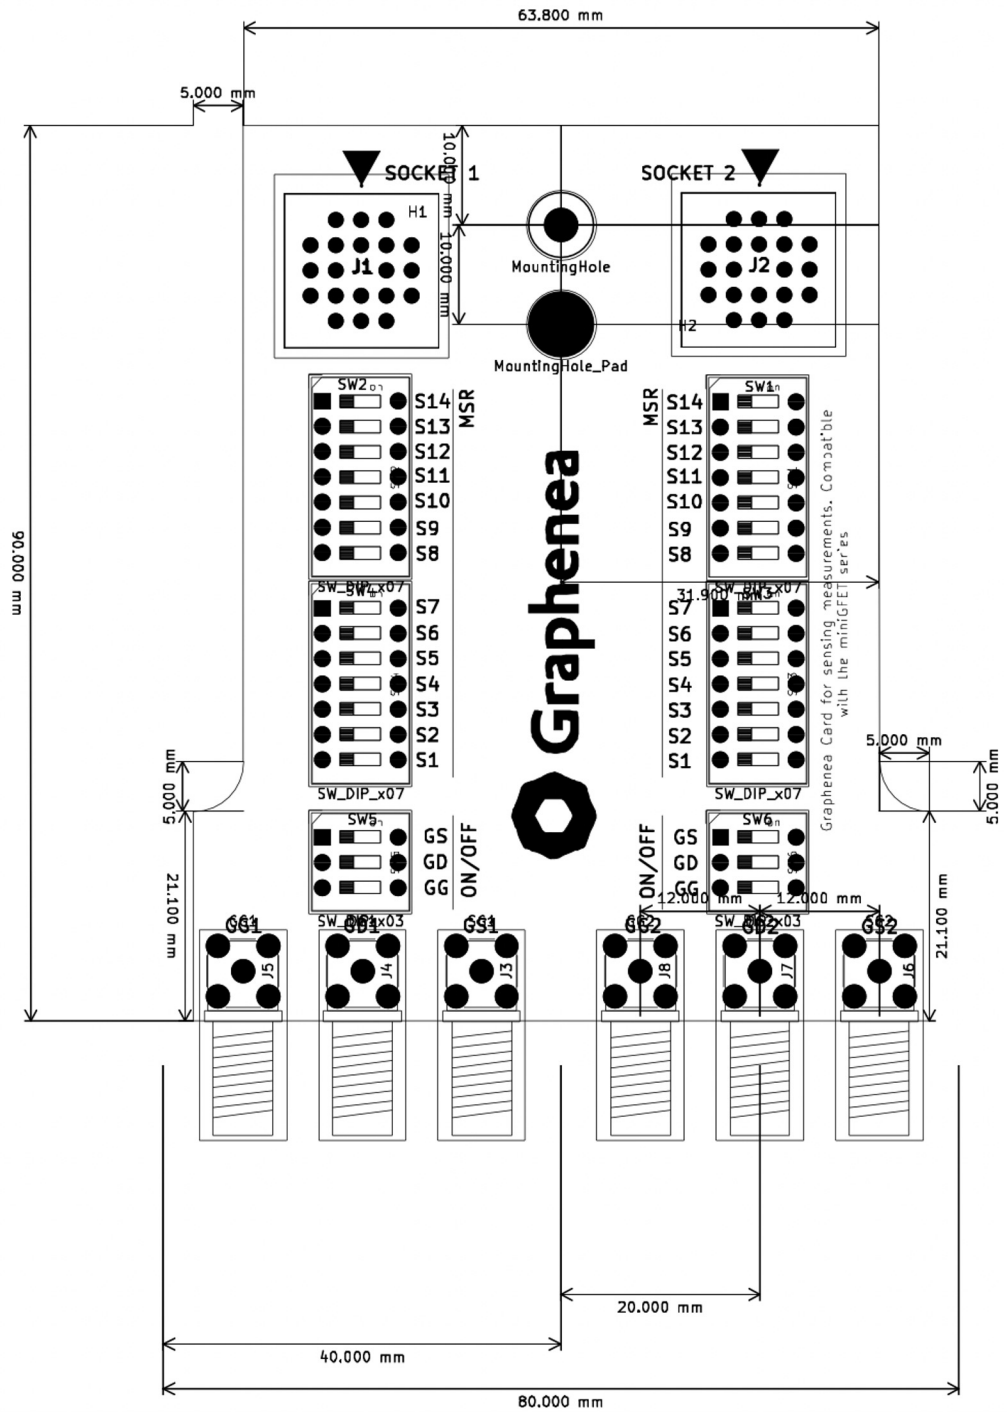 63.800 mm
5.000 mm
10.000 mm
SOCKET 1
SOCKET 2
H1
J1
J2
10.000 mm
MountingHole
H2
MountingHole_Pad
SW2
SW1
MSR
MSR
S14
S13
S12
S11
S10
S9
S8
S14
S13
S12
S11
S10
S9
S8
SW_DIP_x07
SW_DIP_x07
SW3
31.900 mm
S7
S6
S5
S4
S3
S2
S1
S7
S6
S5
S4
S3
S2
S1
SW_DIP_x07
SW_DIP_x07
Graphenea
Graphenea Card for sensing measurements. Compatible
with the miniGFET series
90.000 mm
5.000 mm
5.000 mm
5.000 mm
SW5
SW6
GS
GD
GG
ON/OFF
ON/OFF
GS
GD
GG
12.000 mm
12.000 mm
21.100 mm
21.100 mm
GG1
GD1
GS1
GG2
GD2
GS2
J5
J4
J3
J8
J7
J6
20.000 mm
40.000 mm
80.000 mm